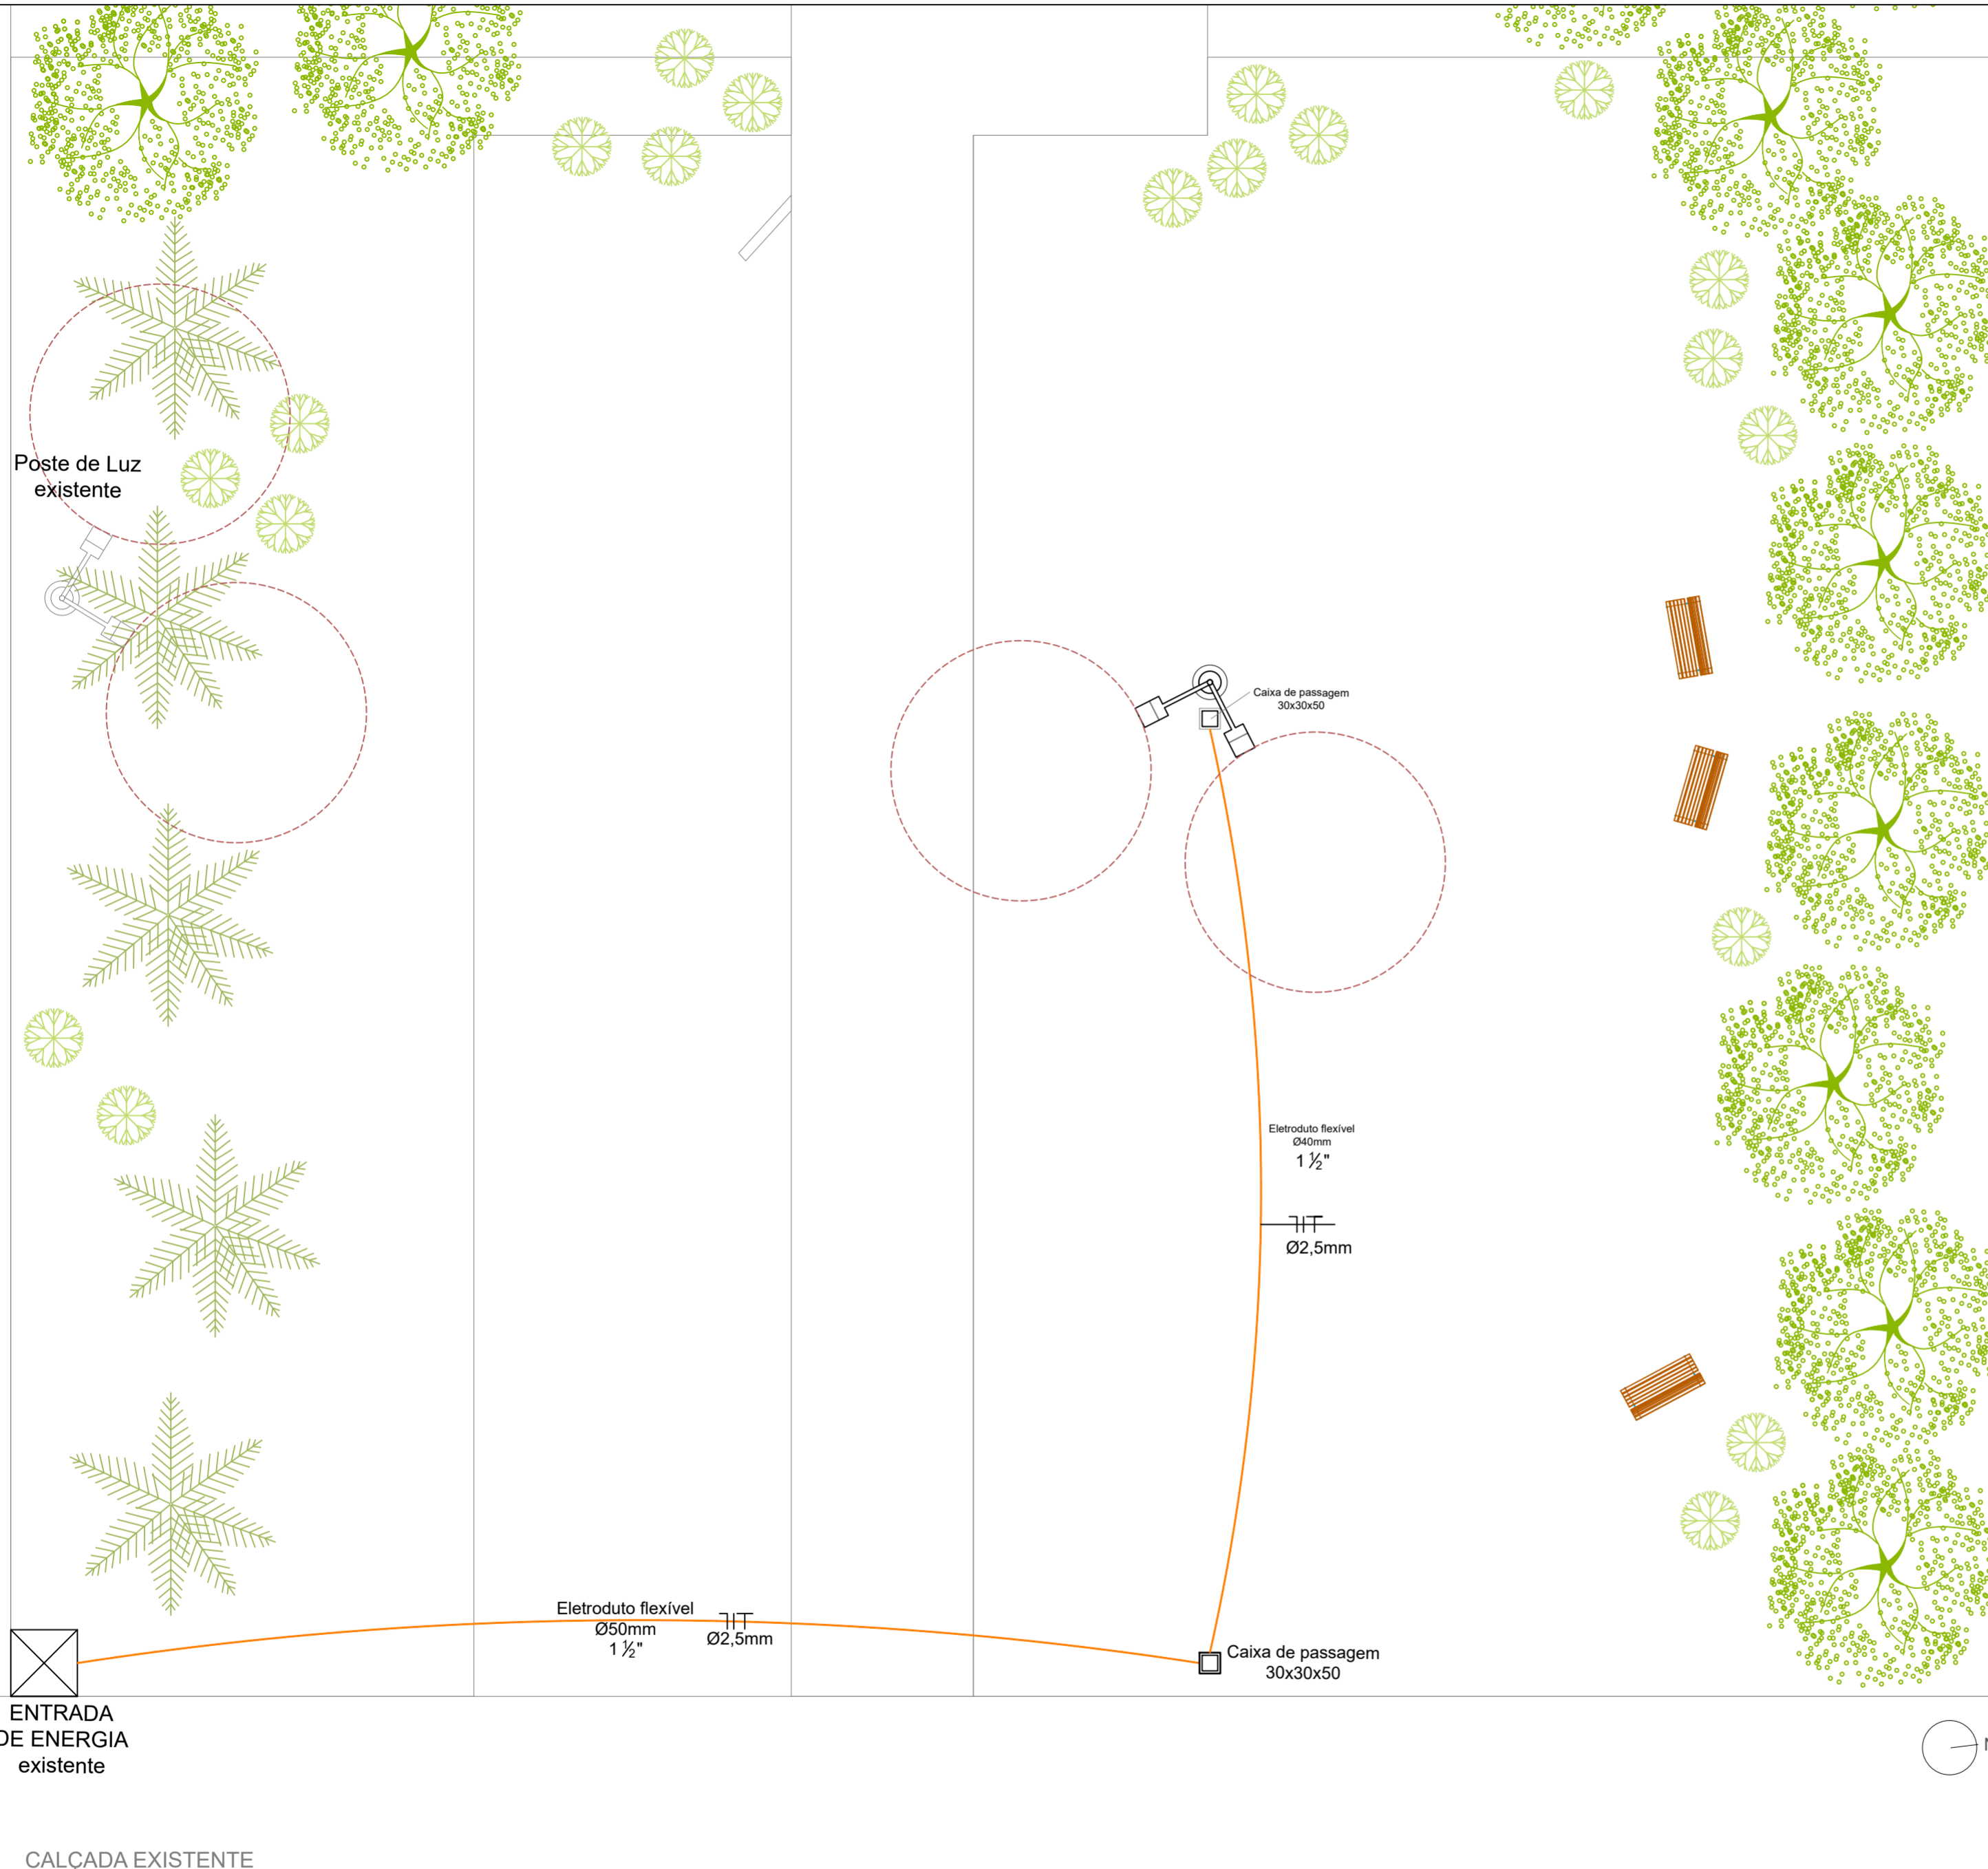 Poste de Luz
existente
Caixa de passagem
30x30x50
Eletroduto flexível
Ø40mm
1 ½"
Ø2,5mm
Eletroduto flexível
Ø50mm
1 ½"
Ø2,5mm
Caixa de passagem
30x30x50
ENTRADA
DE ENERGIA
existente
CALÇADA EXISTENTE